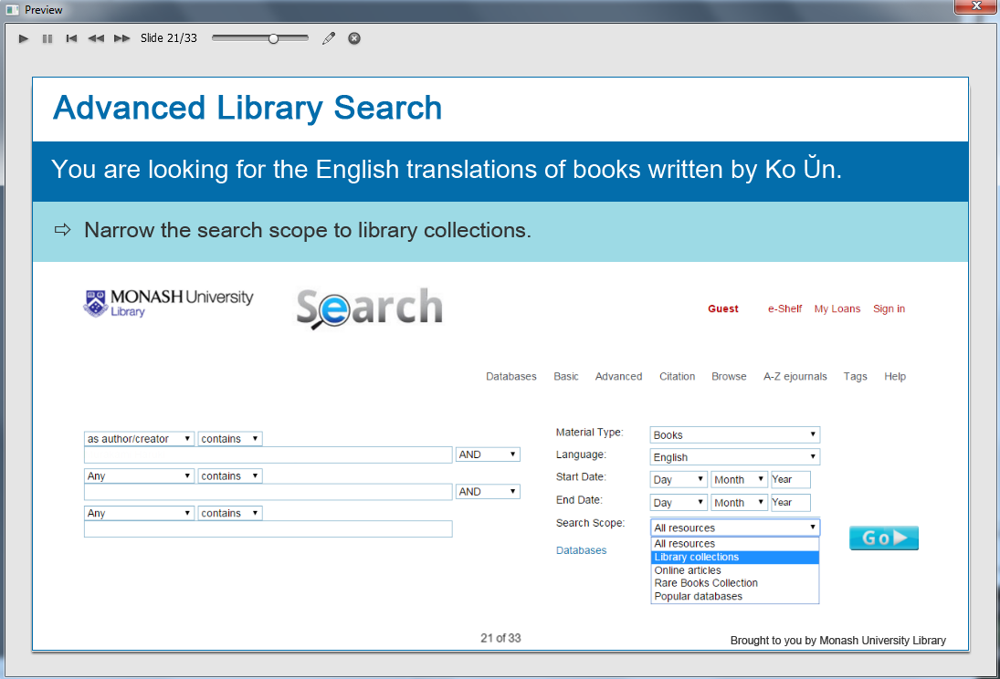 Preview
Slide 21/33
Advanced Library Search
You are looking for the English translations of books written by Ko Ŭn.
⇨ Narrow the search scope to library collections.
MONASH University
Library
Search
Guest e-Shelf My Loans Sign in
Databases Basic Advanced Citation Browse A-Z ejournals Tags Help
as author/creator contains
AND
Any contains
AND
Any contains
Material Type: Books
Language: English
Start Date: Day Month Year
End Date: Day Month Year
Search Scope: All resources
All resources
Library collections
Online articles
Rare Books Collection
Popular databases
Databases
Go
21 of 33
Brought to you by Monash University Library